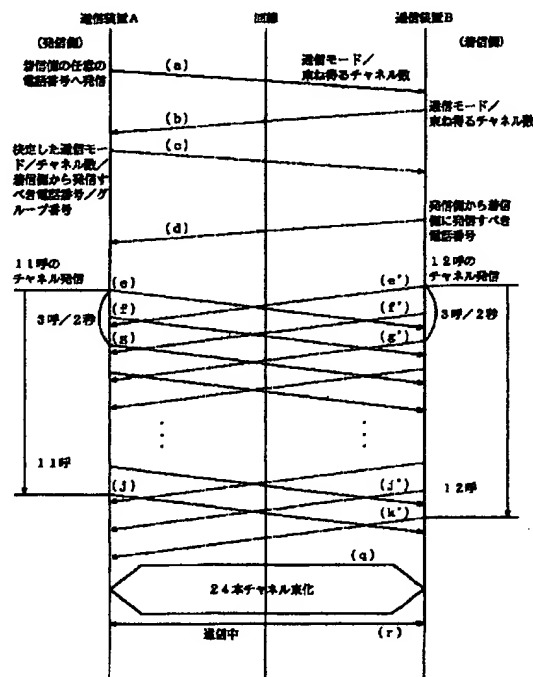 通信装置A 回線 通信装置B
(発信側) (着信側)
着信側の任意の
電話番号へ発信
(a)
通信モード/
束ね得るチャネル数
(b)
通信モード/
束ね得るチャネル数
決定した通信モ
ード/チャネル数/
着信側から発信す
べき電話番号/グ
ループ番号
(c)
(d)
発信側から着信
側に発信すべき
電話番号
11呼の
チャネル発信
12呼の
チャネル発信
(e) (e')
(f) (f')
3呼/2秒 3呼/2秒
(g) (g')
11呼 12呼
(j) (j')
(k')
(q)
24本チャネル束化
通信中 (r)